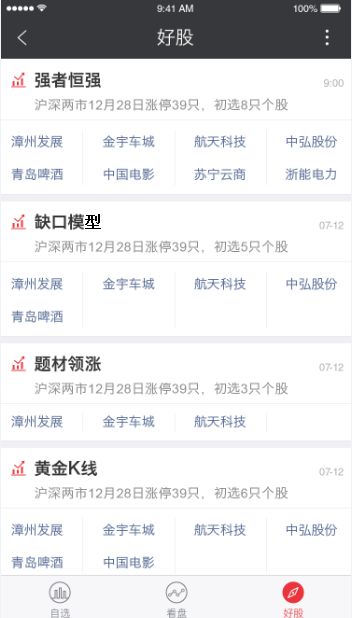 9:41 AM 100%
好股
强者恒强 9:00
沪深两市12月28日涨停39只，初选8只个股
漳州发展 金宇车城 航天科技 中弘股份
青岛啤酒 中国电影 苏宁云商 浙能电力
缺口模型 07-12
沪深两市12月28日涨停39只，初选5只个股
漳州发展 金宇车城 航天科技 中弘股份
青岛啤酒
题材领涨 07-12
沪深两市12月28日涨停39只，初选3只个股
漳州发展 金宇车城 航天科技
黄金K线 07-12
沪深两市12月28日涨停39只，初选6只个股
漳州发展 金宇车城 航天科技 中弘股份
青岛啤酒 中国电影
自选 看盘 好股